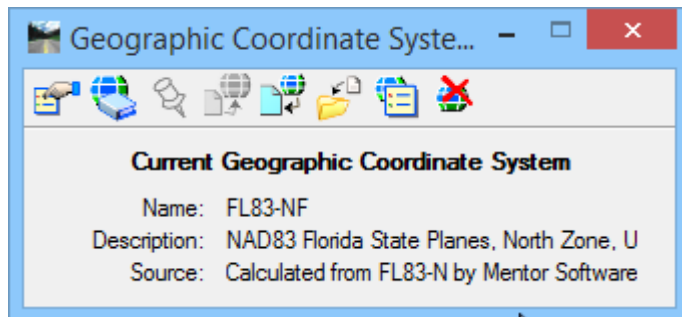 Geographic Coordinate Syste...
Current Geographic Coordinate System
Name: FL83-NF
Description: NAD83 Florida State Planes, North Zone, U
Source: Calculated from FL83-N by Mentor Software